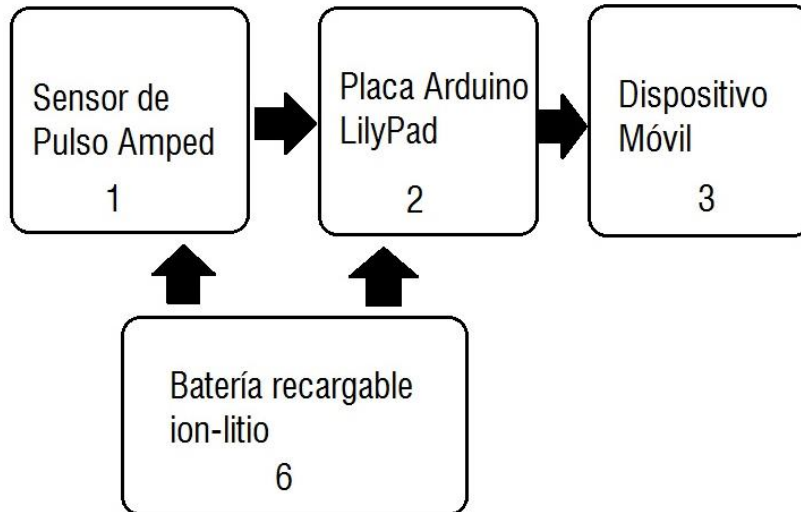 Sensor de
Pulso Amped
1
Placa Arduino
LilyPad
2
Dispositivo
Móvil
3
Batería recargable
ion-litio
6